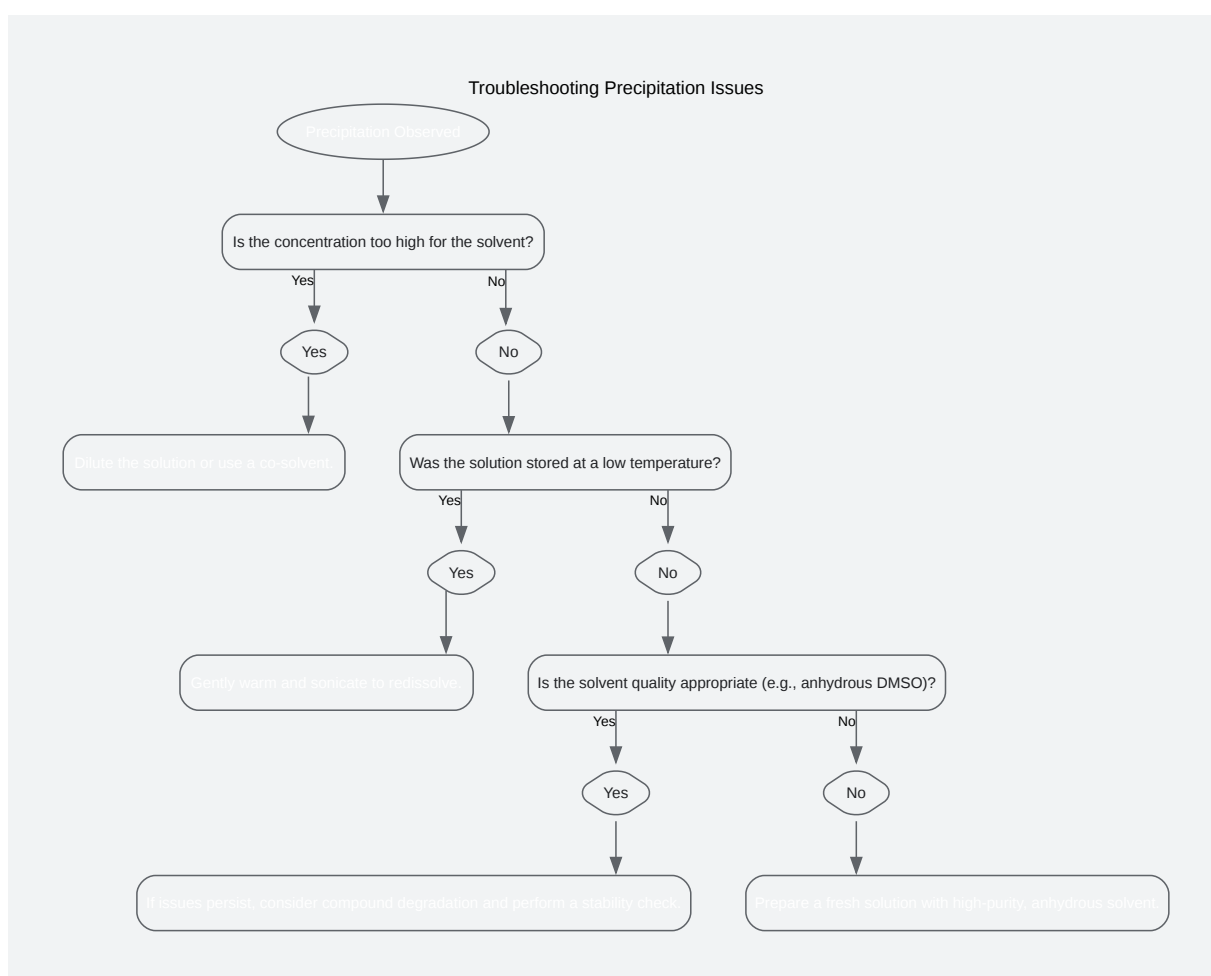 Troubleshooting Precipitation Issues
Precipitation Observed
Is the concentration too high for the solvent?
Yes
No
Yes
No
Dilute the solution or use a co-solvent.
Was the solution stored at a low temperature?
Yes
No
Yes
No
Gently warm and sonicate to redissolve.
Is the solvent quality appropriate (e.g., anhydrous DMSO)?
Yes
No
Yes
No
If issues persist, consider compound degradation and perform a stability check.
Prepare a fresh solution with high-purity, anhydrous solvent.